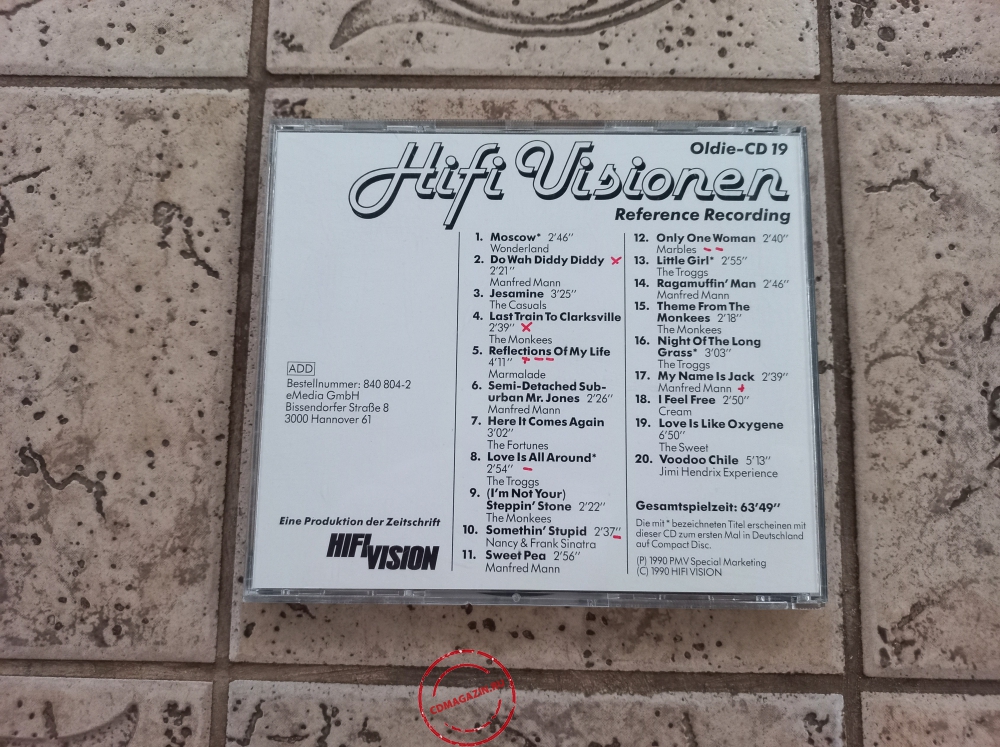 Oldie-CD 19
Hifi Visionen
Reference Recording
1. Moscow* 2'46"
Wonderland
2. Do Wah Diddy Diddy
2'21"
Manfred Mann
3. Jesamine 3'25"
The Casuals
4. Last Train To Clarksville
2'39"
The Monkees
5. Reflections Of My Life
4'11"
Marmalade
6. Semi-Detached Sub-
urban Mr. Jones 2'26"
Manfred Mann
7. Here It Comes Again
3'02"
The Fortunes
8. Love Is All Around*
2'54"
The Troggs
9. (I'm Not Your)
Steppin' Stone 2'22"
The Monkees
10. Somethin' Stupid 2'37"
Nancy & Frank Sinatra
11. Sweet Pea 2'56"
Manfred Mann
12. Only One Woman 2'40"
Marbles
13. Little Girl* 2'55"
The Troggs
14. Ragamuffin' Man 2'46"
Manfred Mann
15. Theme From The
Monkees 2'18"
The Monkees
16. Night Of The Long
Grass* 3'03"
The Troggs
17. My Name Is Jack 2'39"
Manfred Mann
18. I Feel Free 2'50"
Cream
19. Love Is Like Oxygene
6'50"
The Sweet
20. Voodoo Chile 5'13"
Jimi Hendrix Experience
Gesamtspielzeit: 63'49"
Die mit * bezeichneten Titel erscheinen mit
dieser CD zum ersten Mal in Deutschland
auf Compact Disc.
(P) 1990 PMV Special Marketing
(C) 1990 HIFI VISION
ADD
Bestellnummer: 840 804-2
eMedia GmbH
Bissendorfer Straße 8
3000 Hannover 61
Eine Produktion der Zeitschrift
HIFI
VISION
CDMAGAZIN.RU